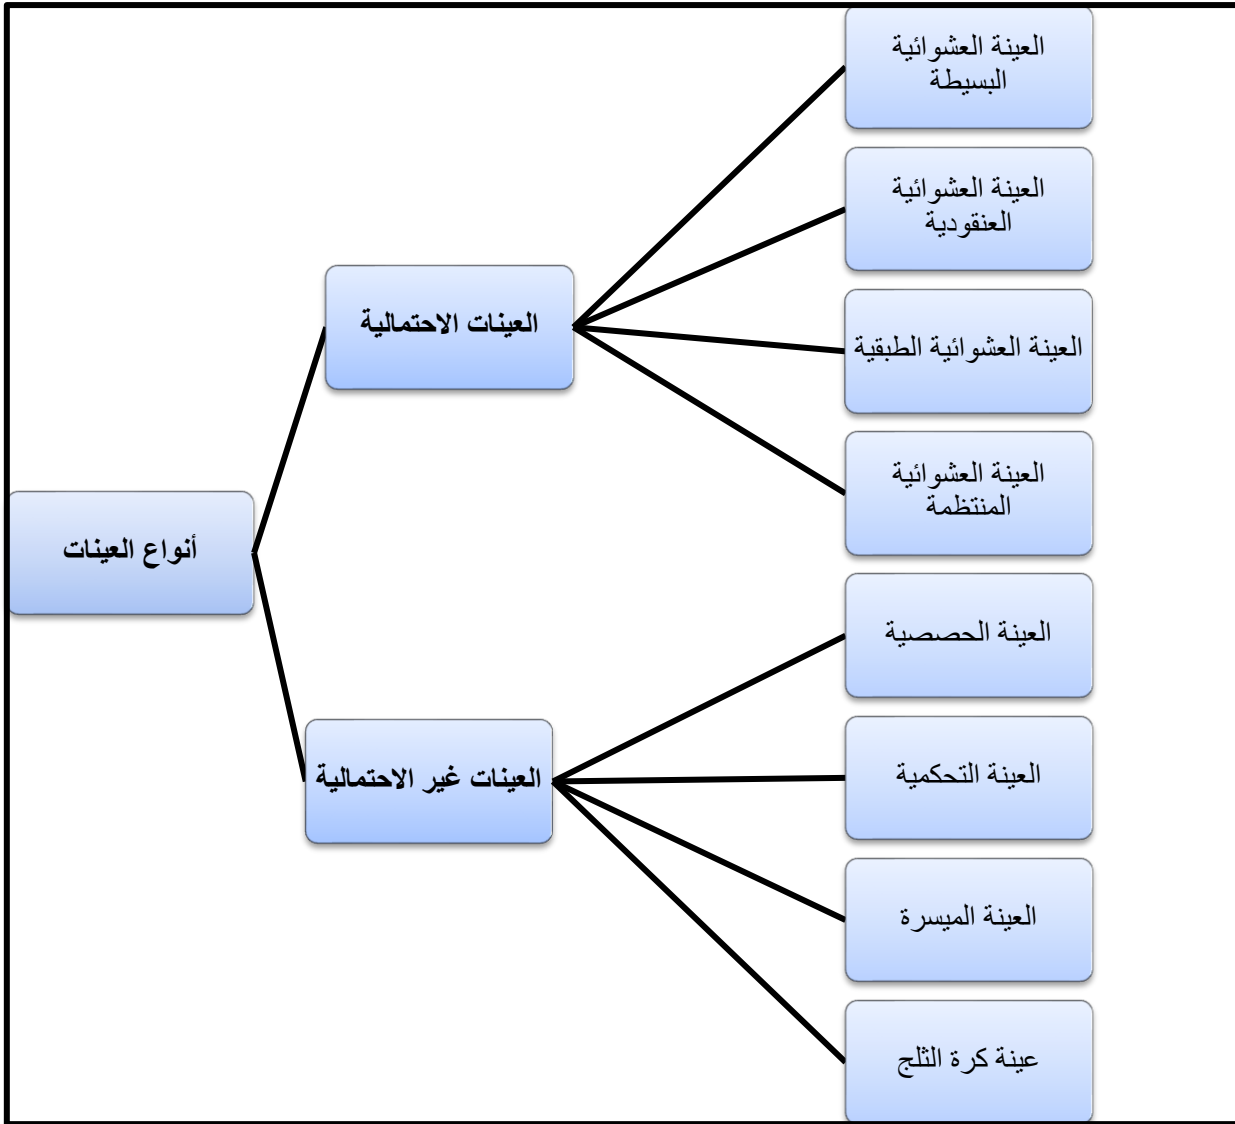 أنواع العينات
العينات الاحتمالية
العينة العشوائية
البسيطة
العينة العشوائية
العنقودية
العينة العشوائية الطبقية
العينة العشوائية
المنتظمة
العينات غير الاحتمالية
العينة الحصصية
العينة التحكمية
العينة الميسرة
عينة كرة الثلج